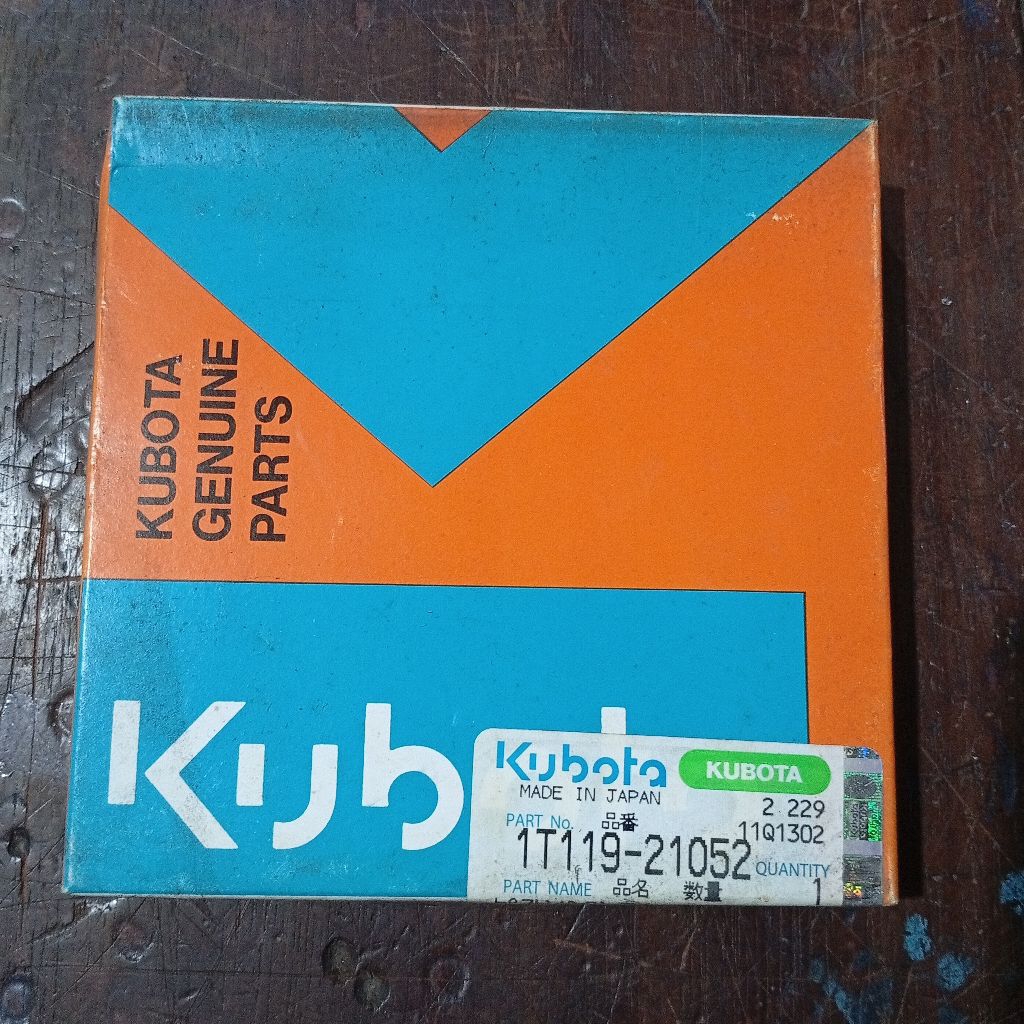 KUBOTA
GENUINE
PARTS
Kubota
Kubota KUBOTA
MADE IN JAPAN
2 229
PART No. 品番
11Q1302
1T119-21052
QUANTITY
PART NAME 品名 数量
1